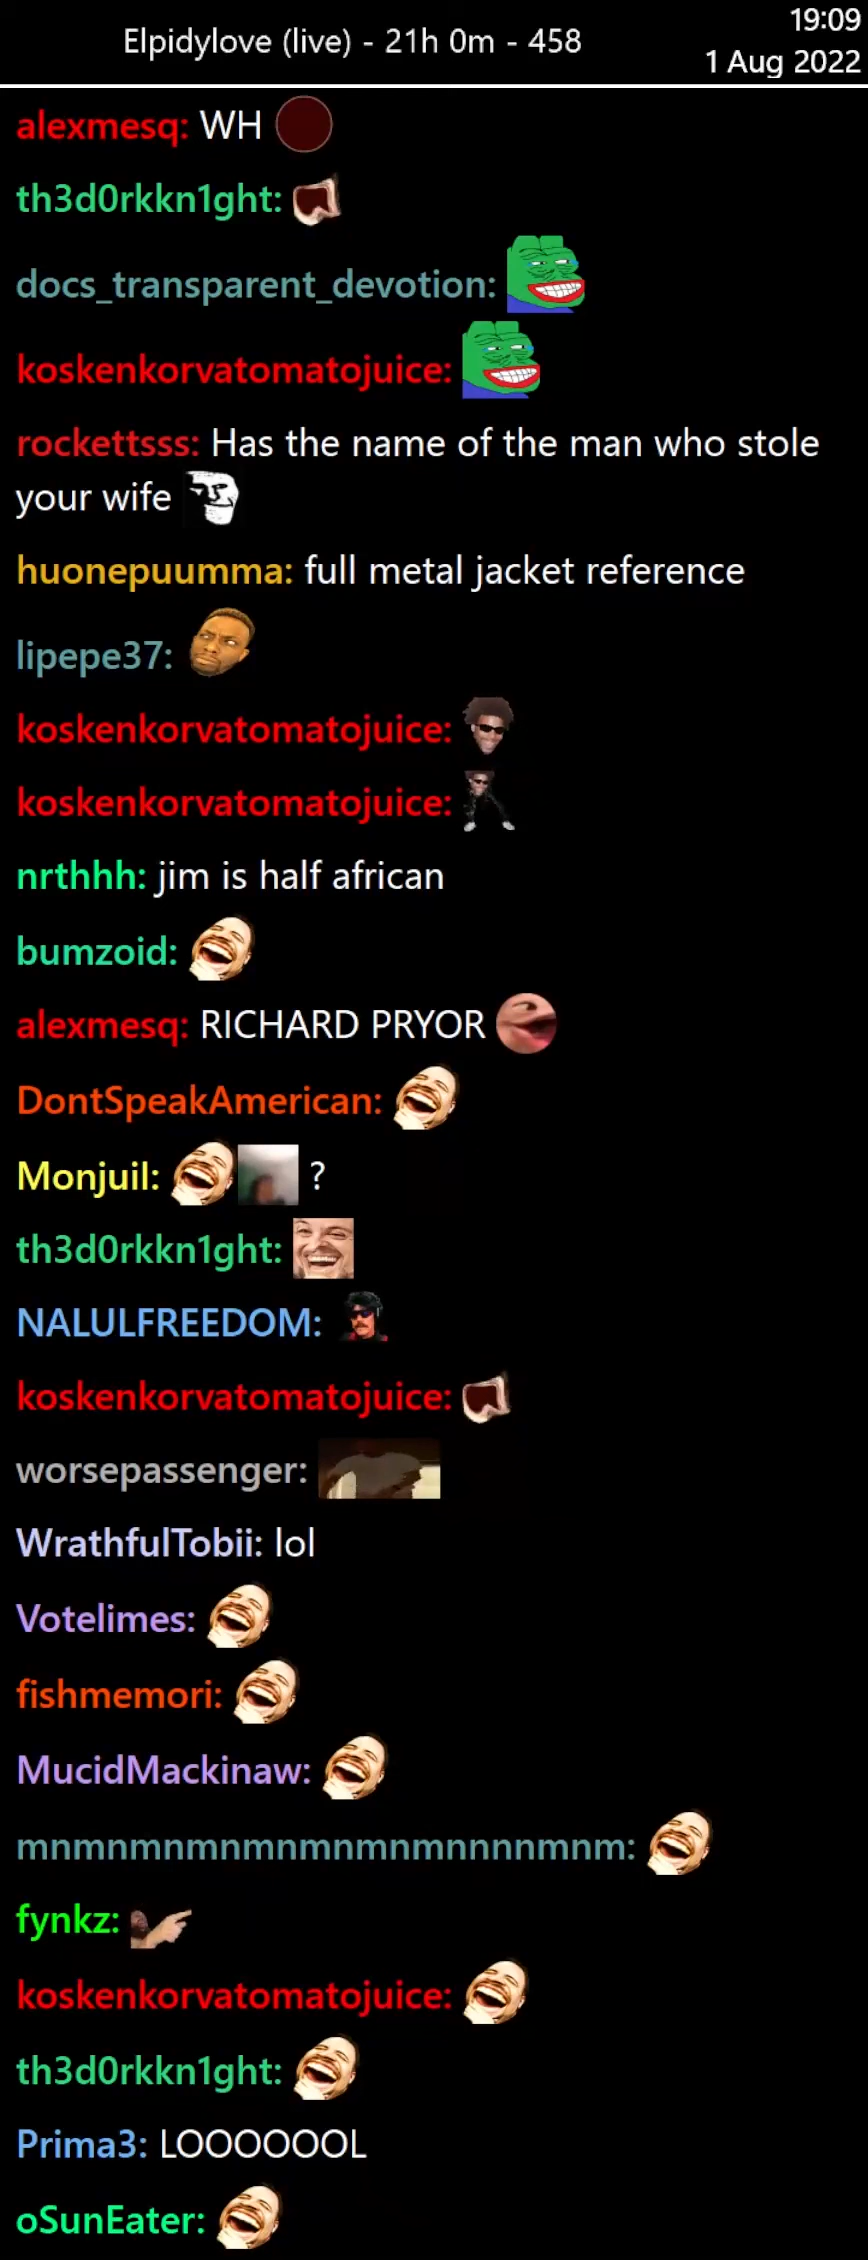 Elpidylove (live) - 21h 0m - 458
19:09
1 Aug 2022
alexmesq: WH
th3d0rkkn1ght:
docs_transparent_devotion:
koskenkorvatomatojuice:
rockettsss: Has the name of the man who stole
your wife
huonepuumma: full metal jacket reference
lipepe37:
koskenkorvatomatojuice:
koskenkorvatomatojuice:
nrthhh: jim is half african
bumzoid:
alexmesq: RICHARD PRYOR
DontSpeakAmerican:
Monjuil: ?
th3d0rkkn1ght:
NALULFREEDOM:
koskenkorvatomatojuice:
worsepassenger:
WrathfulTobii: lol
Votelimes:
fishmemori:
MucidMackinaw:
mnmnmnmnmnmnmnmnmnnnmnm:
fynkz:
koskenkorvatomatojuice:
th3d0rkkn1ght:
Prima3: LOOOOOOL
oSunEater: